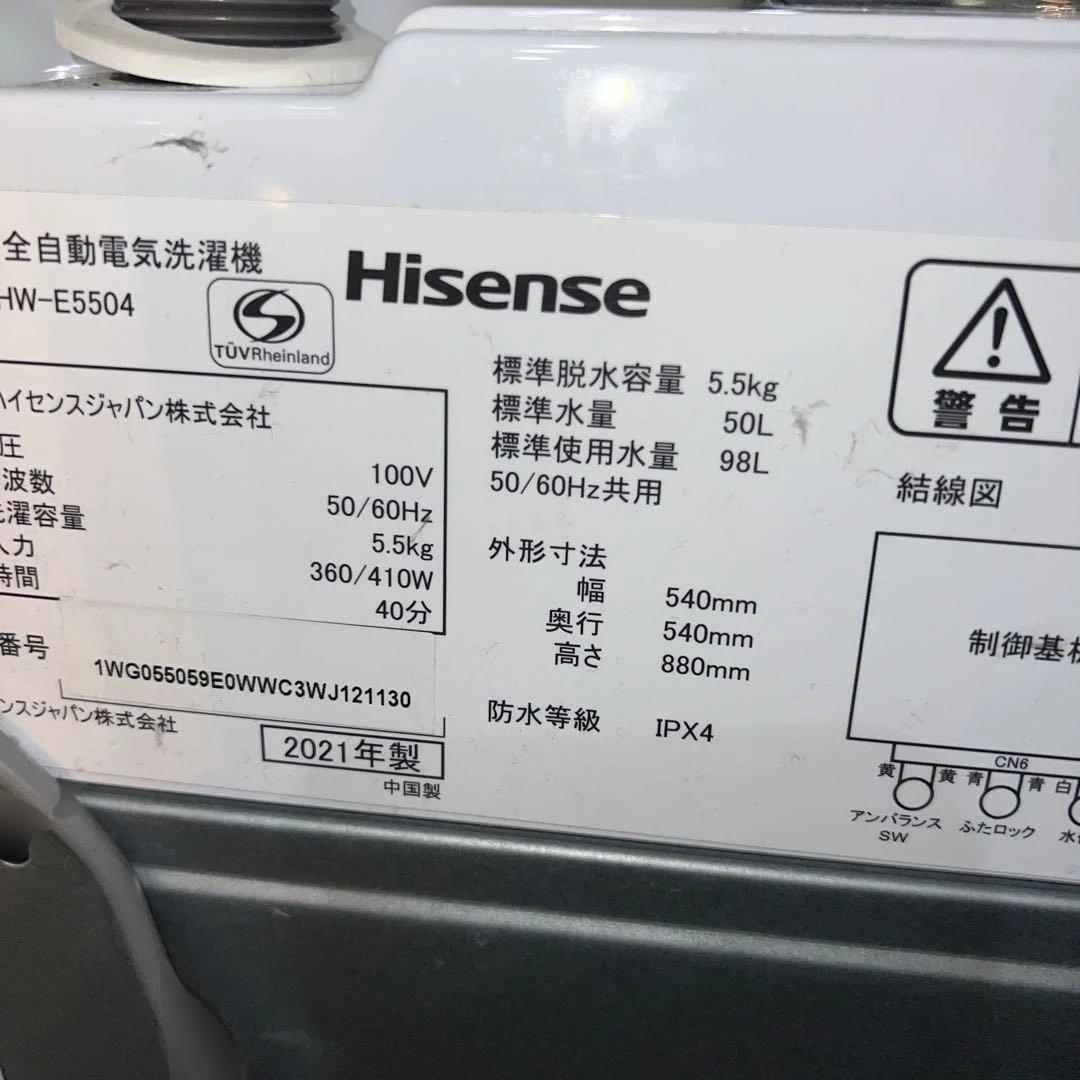 全自動電気洗濯機
HW-E5504
TÜVRheinland
Hisense
ハイセンスジャパン株式会社
圧 100V
波数 50/60Hz
洗濯容量 5.5kg
入力 360/410W
時間 40分
番号 1WG055059E0WWC3WJ121130
ンスジャパン株式会社
2021年製
中国製
標準脱水容量 5.5kg
標準水量 50L
標準使用水量 98L
50/60Hz共用
外形寸法
幅 540mm
奥行 540mm
高さ 880mm
防水等級 IPX4
警告
結線図
制御基板
CN6
黄 黄 青 青 白
アンバランス
SW
ふたロック
水